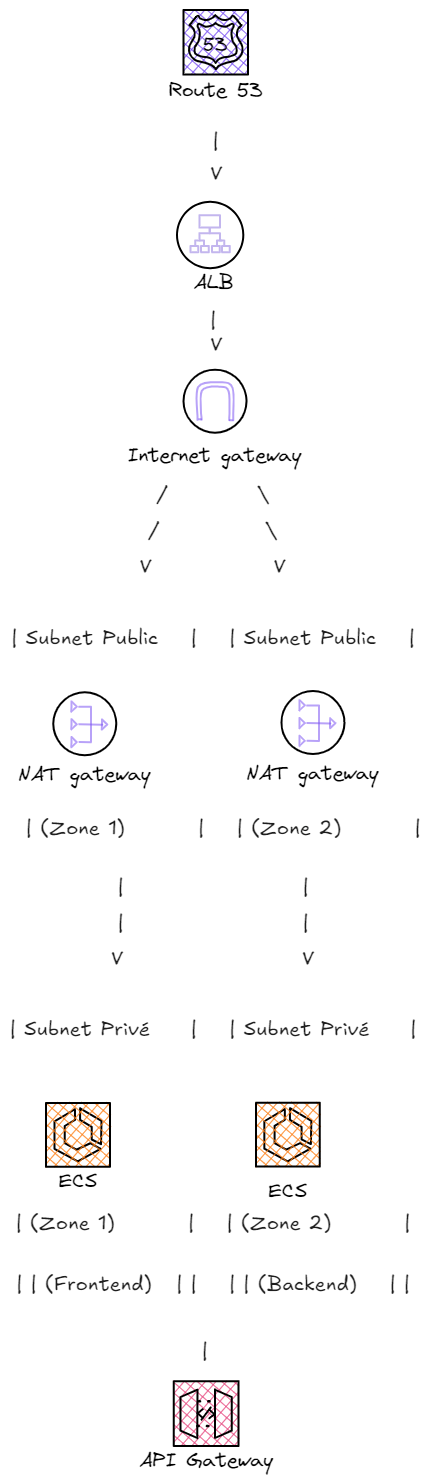 53
Route 53
|
v
ALB
|
v
Internet gateway
/ \
/ \
v v
| Subnet Public | | Subnet Public |
NAT gateway NAT gateway
| (Zone 1) | | (Zone 2) |
| |
| |
v v
| Subnet Privé | | Subnet Privé |
ECS ECS
| (Zone 1) | | (Zone 2) |
| | (Frontend) | | | | (Backend) | |
|
</>
API Gateway